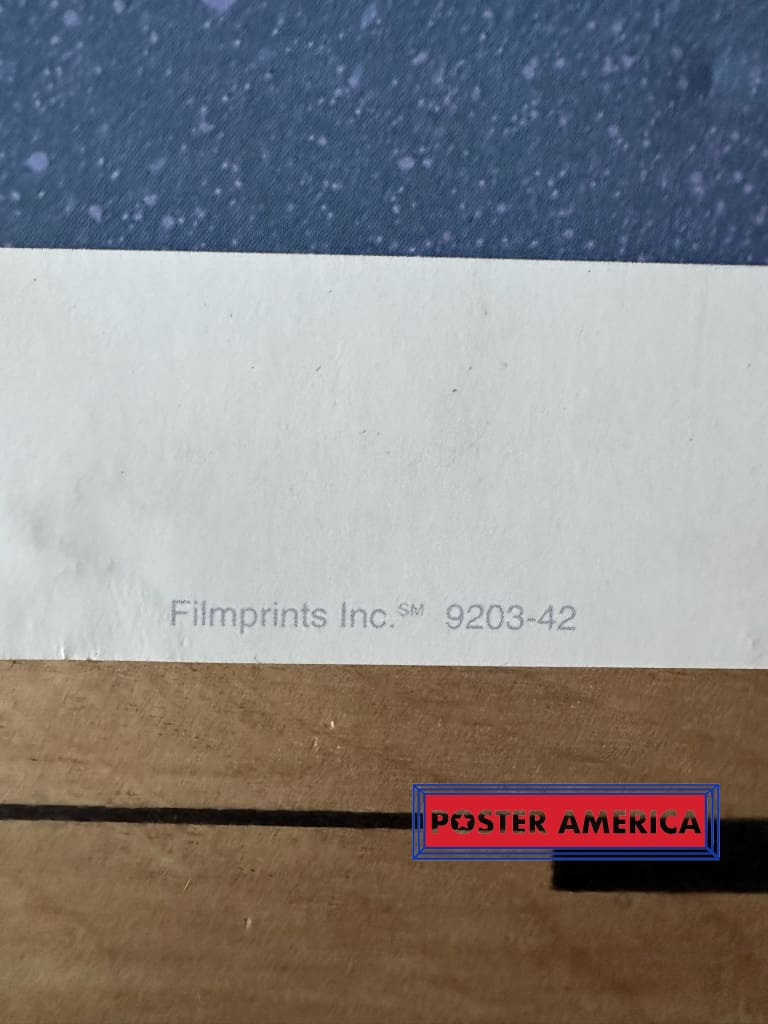 Filmprints Inc.℠ 9203-42
POSTER AMERICA